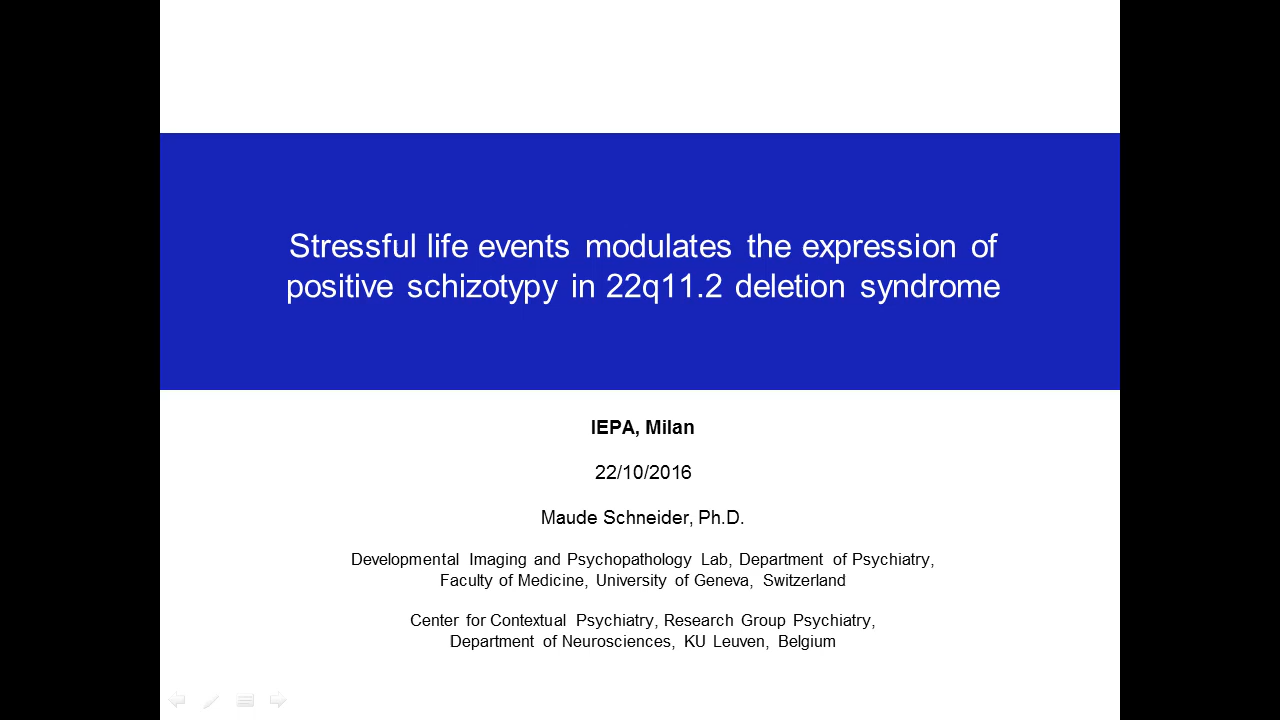 Stressful life events modulates the expression of
positive schizotypy in 22q11.2 deletion syndrome
IEPA, Milan
22/10/2016
Maude Schneider, Ph.D.
Developmental Imaging and Psychopathology Lab, Department of Psychiatry,
Faculty of Medicine, University of Geneva, Switzerland
Center for Contextual Psychiatry, Research Group Psychiatry,
Department of Neurosciences, KU Leuven, Belgium